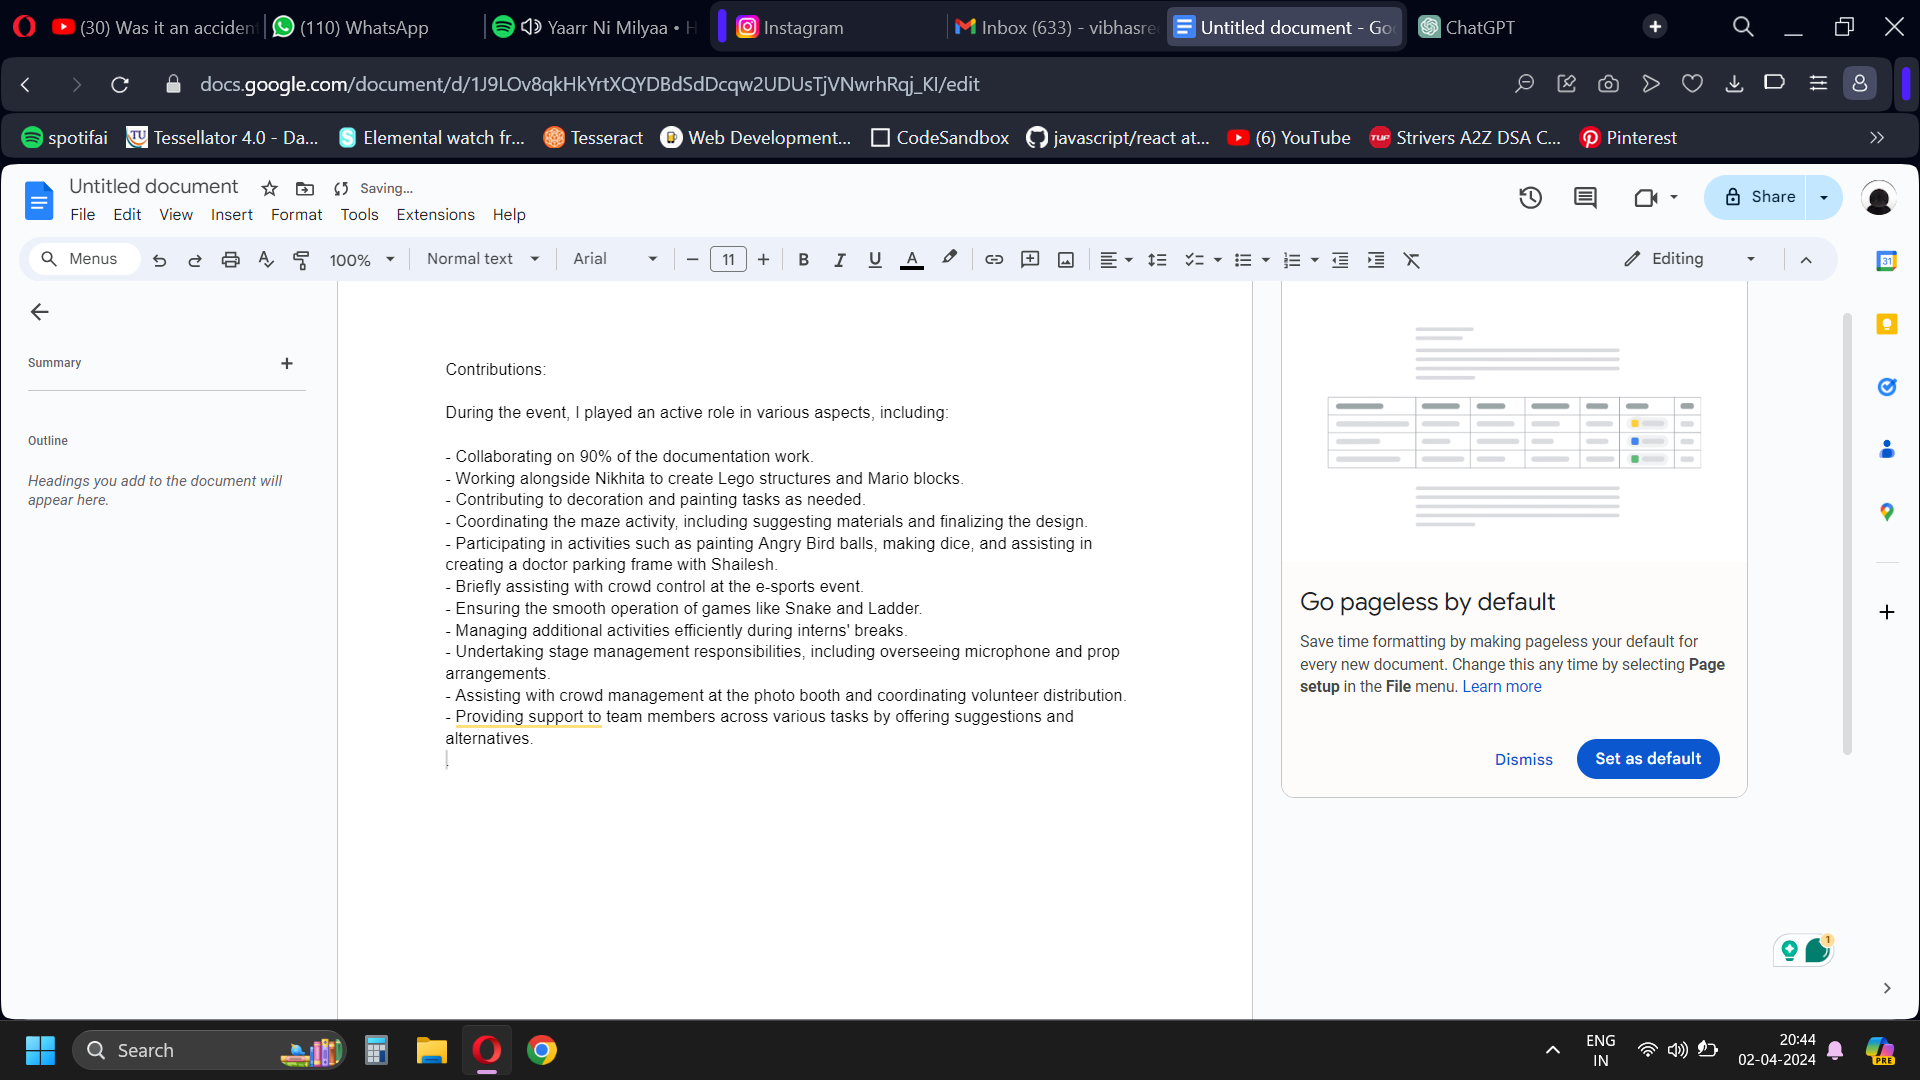 (30) Was it an acciden
(110) WhatsApp
Yaarr Ni Milyaa • H
Instagram
Inbox (633) - vibhasre
Untitled document - Goo
ChatGPT
docs.google.com/document/d/1J9LOv8qkHkYrtXQYDBdSdDcqw2UDUsTjVNwrhRqj_KI/edit
spotifai
Tessellator 4.0 - Da...
Elemental watch fr...
Tesseract
Web Development...
CodeSandbox
javascript/react at...
(6) YouTube
Strivers A2Z DSA C...
Pinterest
Untitled document
Saving...
File Edit View Insert Format Tools Extensions Help
Share
Menus
100%
Normal text
Arial
11
B I U A
Editing
31
Summary
Outline
Headings you add to the document will
appear here.
Contributions:
During the event, I played an active role in various aspects, including:
- Collaborating on 90% of the documentation work.
- Working alongside Nikhita to create Lego structures and Mario blocks.
- Contributing to decoration and painting tasks as needed.
- Coordinating the maze activity, including suggesting materials and finalizing the design.
- Participating in activities such as painting Angry Bird balls, making dice, and assisting in
creating a doctor parking frame with Shailesh.
- Briefly assisting with crowd control at the e-sports event.
- Ensuring the smooth operation of games like Snake and Ladder.
- Managing additional activities efficiently during interns' breaks.
- Undertaking stage management responsibilities, including overseeing microphone and prop
arrangements.
- Assisting with crowd management at the photo booth and coordinating volunteer distribution.
- Providing support to team members across various tasks by offering suggestions and
alternatives.
.
Go pageless by default
Save time formatting by making pageless your default for
every new document. Change this any time by selecting Page
setup in the File menu. Learn more
Dismiss
Set as default
1
Search
ENG
IN
20:44
02-04-2024
PRE